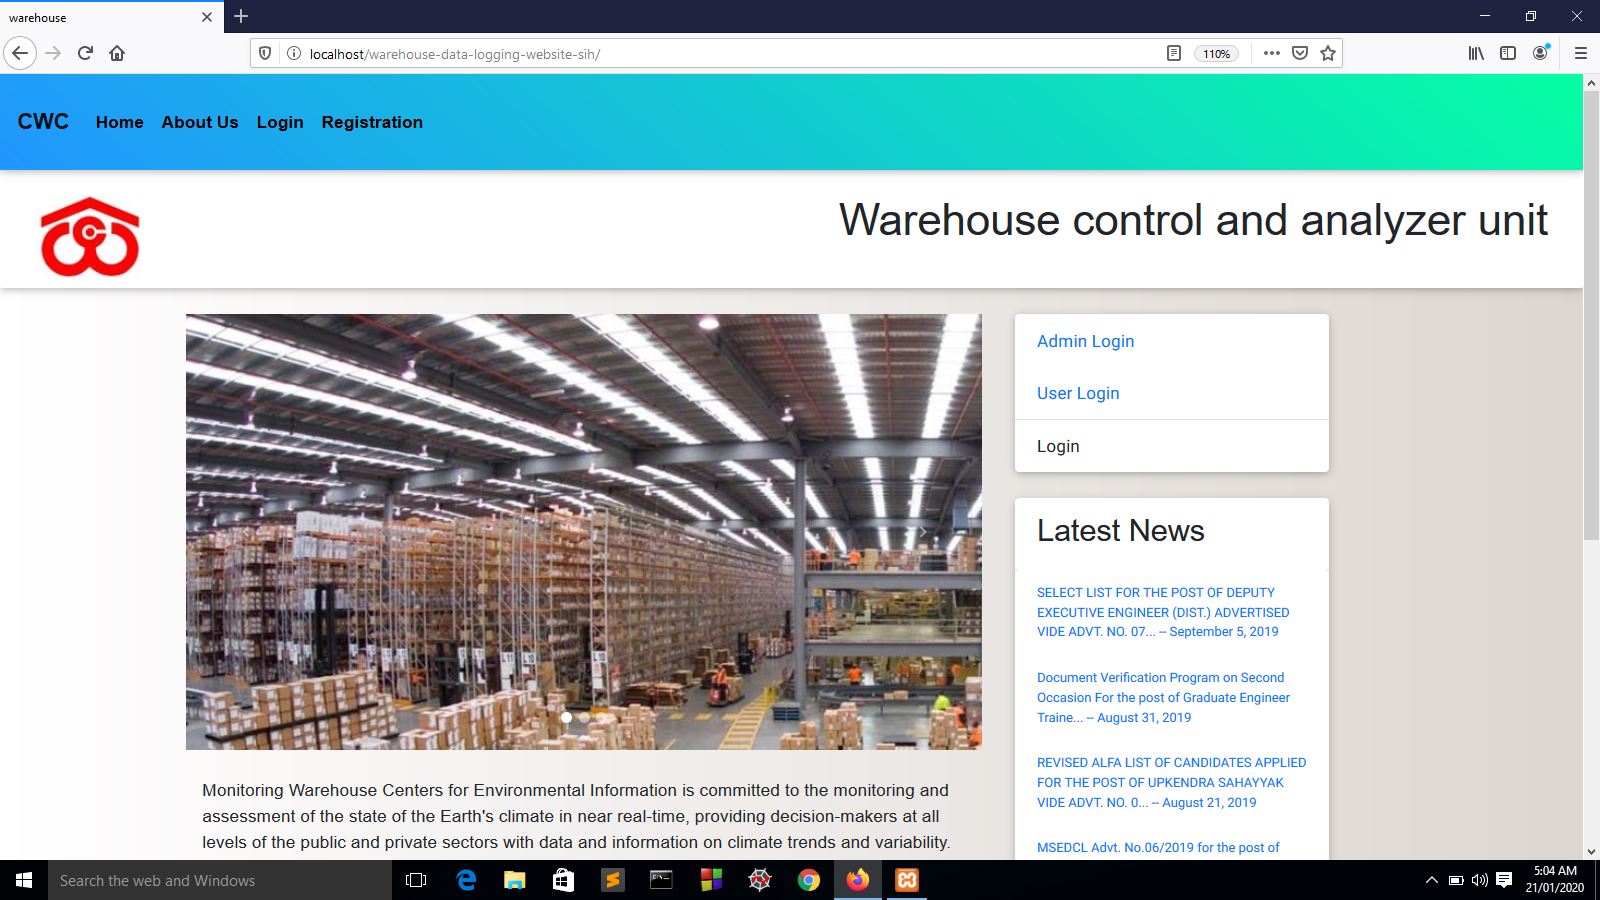 warehouse
localhost/warehouse-data-logging-website-sih/
110%
CWC Home About Us Login Registration
Warehouse control and analyzer unit
Admin Login
User Login
Login
Latest News
SELECT LIST FOR THE POST OF DEPUTY
EXECUTIVE ENGINEER (DIST.) ADVERTISED
VIDE ADVT. NO. 07... -- September 5, 2019
Document Verification Program on Second
Occasion For the post of Graduate Engineer
Traine... -- August 31, 2019
REVISED ALFA LIST OF CANDIDATES APPLIED
FOR THE POST OF UPKENDRA SAHAYYAK
VIDE ADVT. NO. 0... -- August 21, 2019
MSEDCL Advt. No.06/2019 for the post of
Monitoring Warehouse Centers for Environmental Information is committed to the monitoring and
assessment of the state of the Earth's climate in near real-time, providing decision-makers at all
levels of the public and private sectors with data and information on climate trends and variability.
Search the web and Windows
5:04 AM
21/01/2020